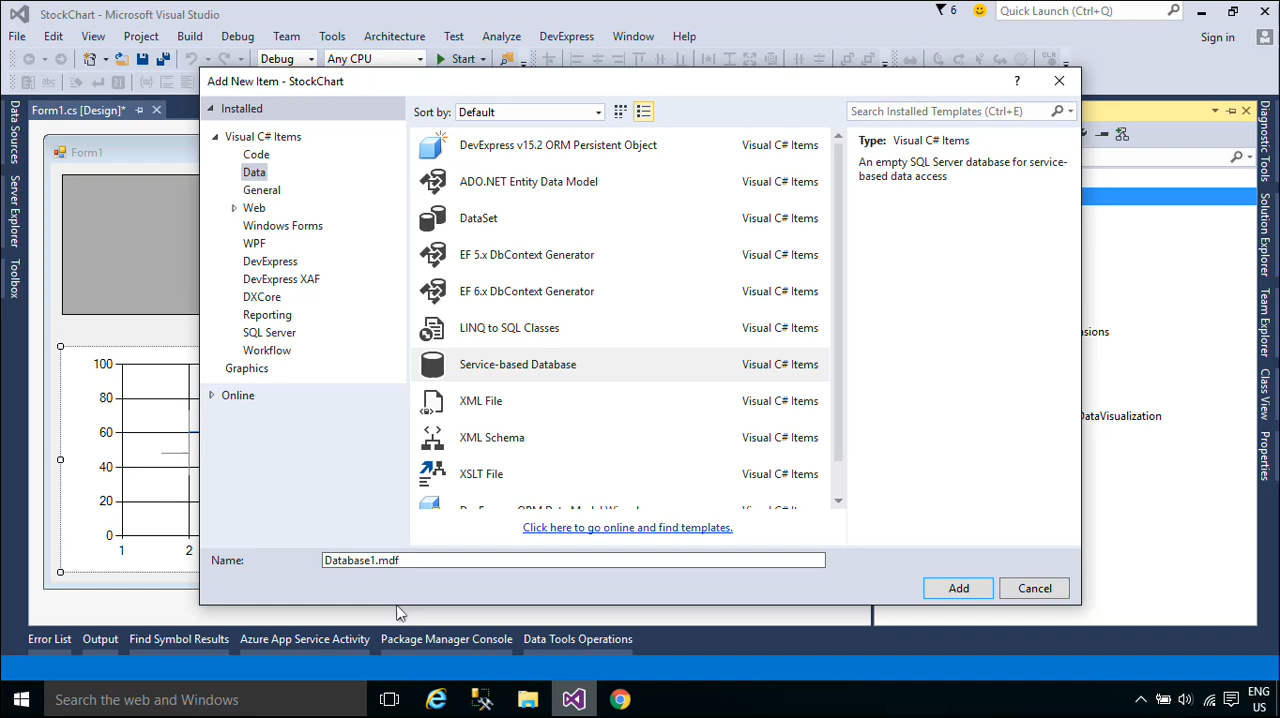 StockChart - Microsoft Visual Studio
6
Quick Launch (Ctrl+Q)
File Edit View Project Build Debug Team Tools Architecture Test Analyze DevExpress Window Help
Sign in
Debug Any CPU Start
Add New Item - StockChart
?
Form1.cs [Design]*
Data Sources
Server Explorer
Toolbox
Form1
100
80
60
40
20
0
1 2
Installed
Visual C# Items
Code
Data
General
Web
Windows Forms
WPF
DevExpress
DevExpress XAF
DXCore
Reporting
SQL Server
Workflow
Graphics
Online
Sort by: Default
Search Installed Templates (Ctrl+E)
DevExpress v15.2 ORM Persistent Object Visual C# Items
ADO.NET Entity Data Model Visual C# Items
DataSet Visual C# Items
EF 5.x DbContext Generator Visual C# Items
EF 6.x DbContext Generator Visual C# Items
LINQ to SQL Classes Visual C# Items
Service-based Database Visual C# Items
XML File Visual C# Items
XML Schema Visual C# Items
XSLT File Visual C# Items
Click here to go online and find templates.
Type: Visual C# Items
An empty SQL Server database for service-
based data access
Name: Database1.mdf
Add Cancel
nsions
DataVisualization
Diagnostic Tools
Solution Explorer
Team Explorer
Class View
Properties
Error List Output Find Symbol Results Azure App Service Activity Package Manager Console Data Tools Operations
Search the web and Windows
ENG
US